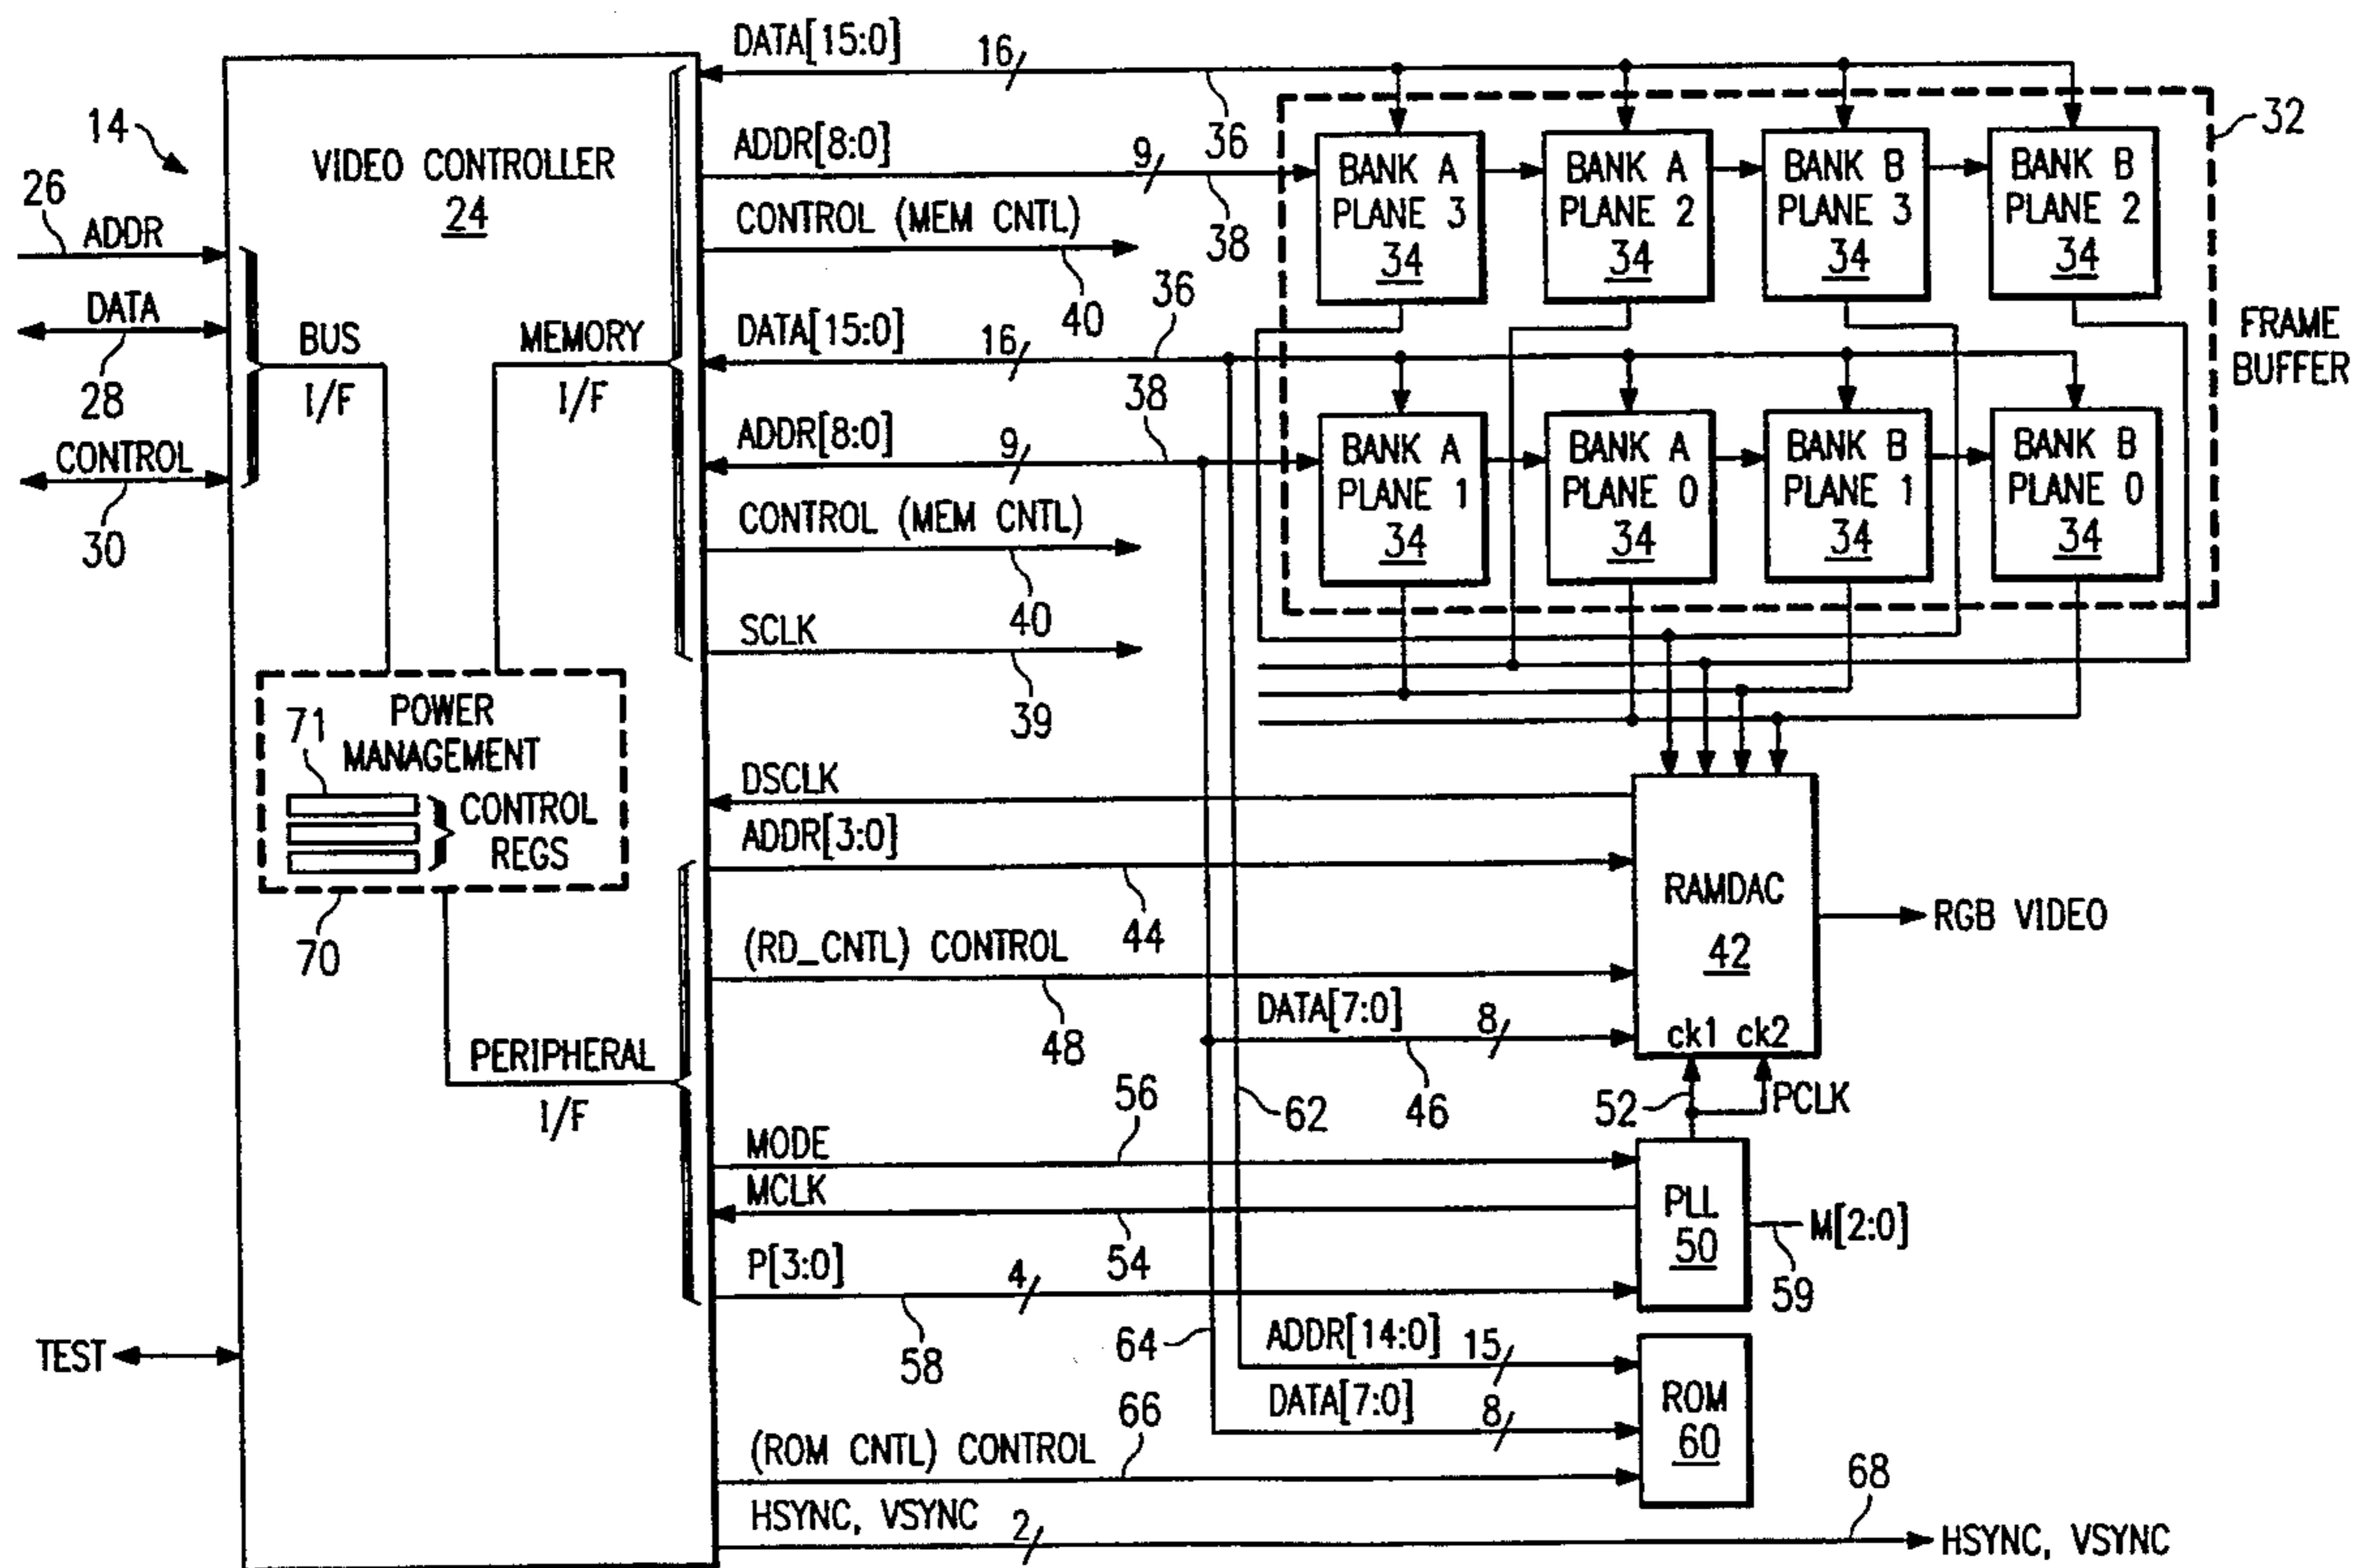 DATA[15:0]
16
36
ADDR[8:0]
9
38
CONTROL (MEM CNTL)
40
14
VIDEO CONTROLLER
24
26
ADDR
DATA
28
CONTROL
30
BUS
I/F
MEMORY
I/F
32
FRAME
BUFFER
BANK A
PLANE 3
34
BANK A
PLANE 2
34
BANK B
PLANE 3
34
BANK B
PLANE 2
34
DATA[15:0]
16
36
ADDR[8:0]
9
38
CONTROL (MEM CNTL)
40
SCLK
39
BANK A
PLANE 1
34
BANK A
PLANE 0
34
BANK B
PLANE 1
34
BANK B
PLANE 0
34
POWER
MANAGEMENT
71
CONTROL
REGS
70
DSCLK
ADDR[3:0]
44
(RD_CNTL) CONTROL
48
DATA[7:0]
8
46
RAMDAC
42
ck1 ck2
RGB VIDEO
PERIPHERAL
I/F
62
52
PCLK
MODE
56
MCLK
54
P[3:0]
4
58
PLL
50
M[2:0]
59
TEST
64
ADDR[14:0]
15
DATA[7:0]
8
ROM
60
(ROM CNTL) CONTROL
66
HSYNC, VSYNC
2
68
HSYNC, VSYNC